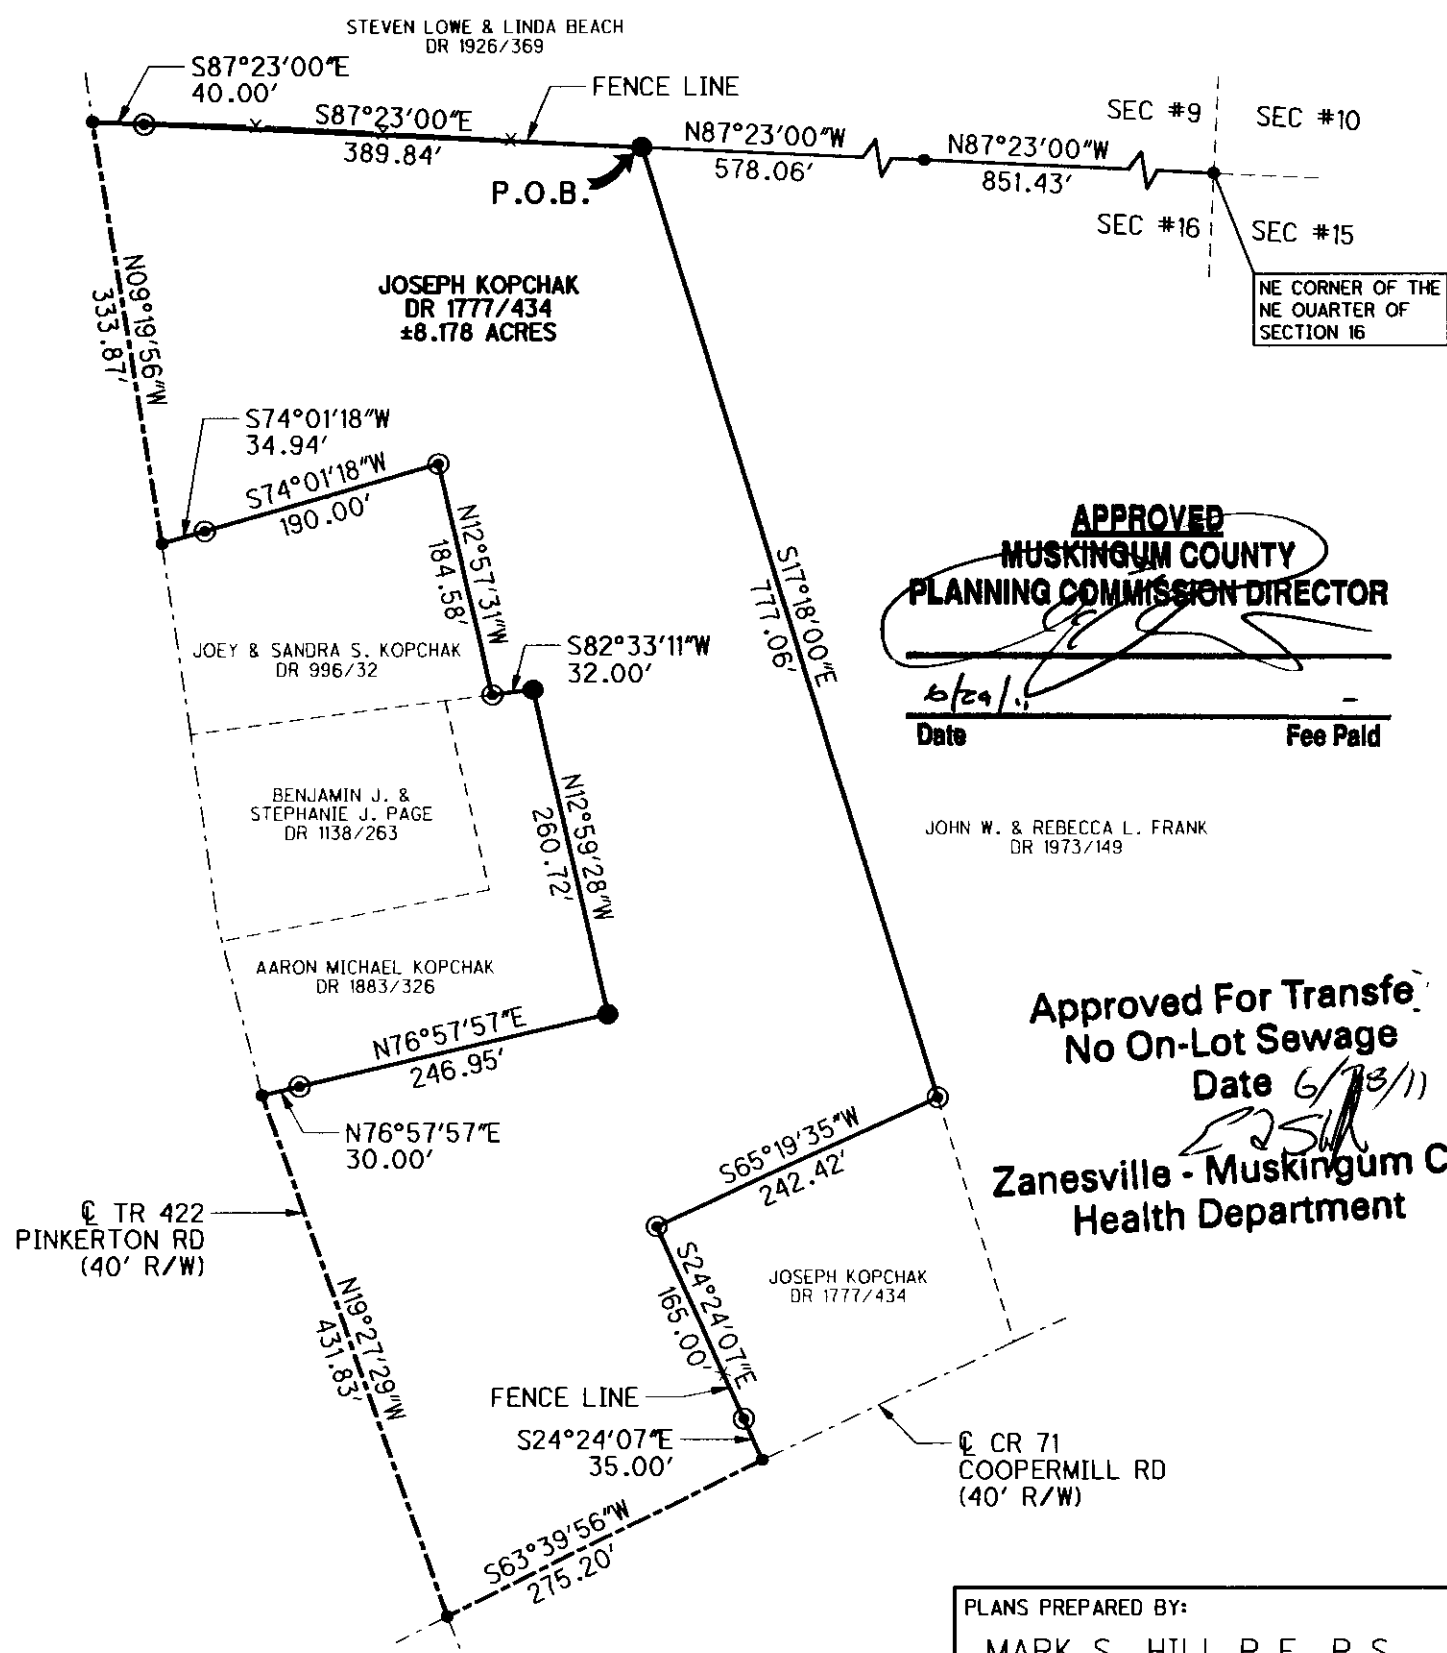 STEVEN LOWE & LINDA BEACH
DR 1926/369
S87°23'00"E
40.00'
S87°23'00"E
389.84'
FENCE LINE
N87°23'00"W
578.06'
N87°23'00"W
851.43'
SEC #9
SEC #10
SEC #16
SEC #15
P.O.B.
NE CORNER OF THE
NE QUARTER OF
SECTION 16
JOSEPH KOPCHAK
DR 1777/434
±8.178 ACRES
N09°19'56"W
333.87'
S74°01'18"W
34.94'
S74°01'18"W
190.00'
N12°57'31"W
184.58'
S17°18'00"E
777.06'
APPROVED
MUSKINGUM COUNTY
PLANNING COMMISSION DIRECTOR
Date
Fee Paid
-
JOEY & SANDRA S. KOPCHAK
DR 996/32
S82°33'11"W
32.00'
BENJAMIN J. &
STEPHANIE J. PAGE
DR 1138/263
N12°59'28"W
260.72'
JOHN W. & REBECCA L. FRANK
DR 1973/149
AARON MICHAEL KOPCHAK
DR 1883/326
N76°57'57"E
246.95'
N76°57'57"E
30.00'
Approved For Transfe
No On-Lot Sewage
Date
Zanesville - Muskingum C
Health Department
S65°19'35"W
242.42'
℄ TR 422
PINKERTON RD
(40' R/W)
N19°27'29"W
431.83'
S24°24'07"E
165.00'
JOSEPH KOPCHAK
DR 1777/434
FENCE LINE
S24°24'07"E
35.00'
℄ CR 71
COOPERMILL RD
(40' R/W)
S63°39'56"W
275.20'
PLANS PREPARED BY:
MARK S. HILL P.E. P.S.